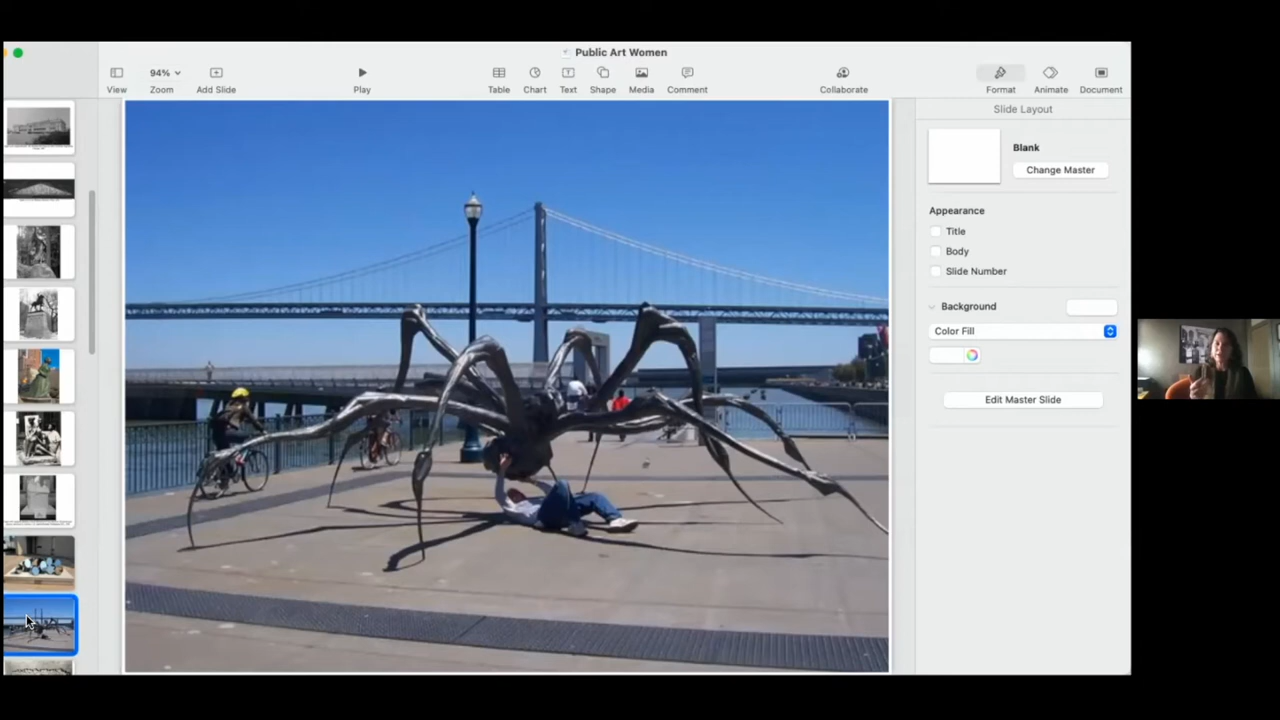 Public Art Women
94%
View
Zoom
Add Slide
Play
Table
Chart
Text
Shape
Media
Comment
Collaborate
Format
Animate
Document
Slide Layout
Blank
Change Master
Appearance
Title
Body
Slide Number
Background
Color Fill
Edit Master Slide